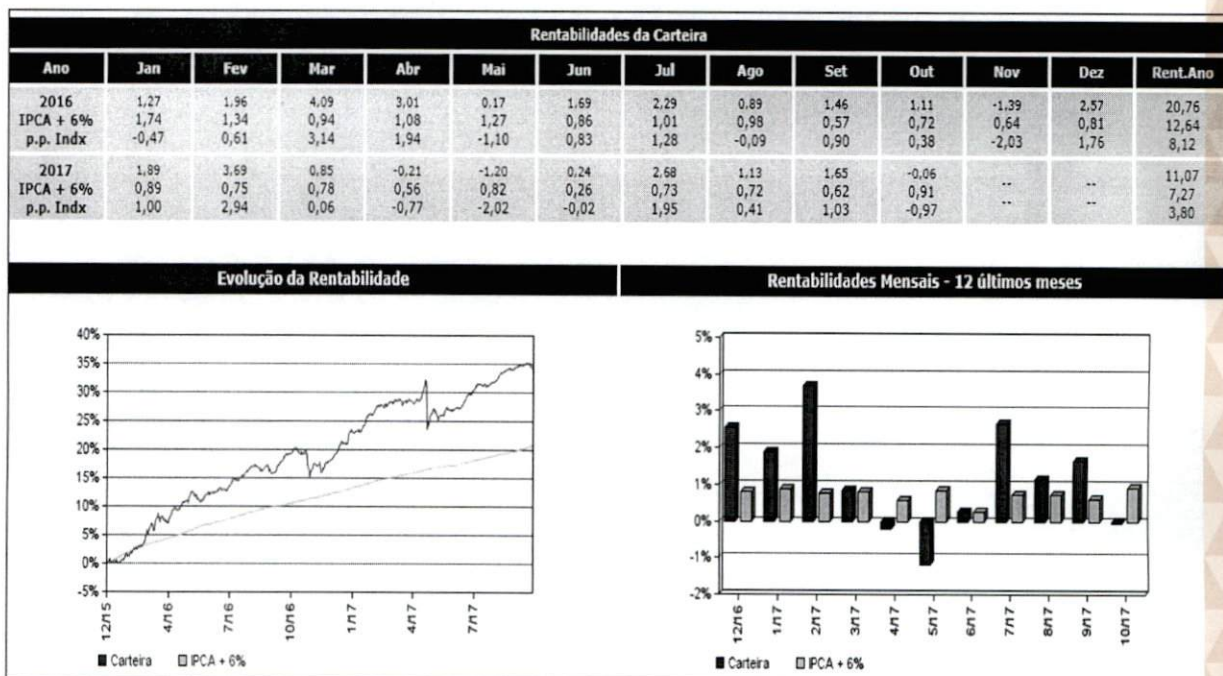 Rentabilidades da Carteira
Ano Jan Fev Mar Abr Mai Jun Jul Ago Set Out Nov Dez Rent.Ano
2016 1,27 1,96 4,09 3,01 0,17 1,69 2,29 0,89 1,46 1,11 -1,39 2,57 20,76
IPCA + 6% 1,74 1,34 0,94 1,08 1,27 0,86 1,01 0,98 0,57 0,72 0,64 0,81 12,64
p.p. Indx -0,47 0,61 3,14 1,94 -1,10 0,83 1,28 -0,09 0,90 0,38 -2,03 1,76 8,12
2017 1,89 3,69 0,85 -0,21 -1,20 0,24 2,68 1,13 1,65 -0,06 -- -- 11,07
IPCA + 6% 0,89 0,75 0,78 0,56 0,82 0,26 0,73 0,72 0,62 0,91 -- -- 7,27
p.p. Indx 1,00 2,94 0,06 -0,77 -2,02 -0,02 1,95 0,41 1,03 -0,97 3,80
Evolução da Rentabilidade
40%
35%
30%
25%
20%
15%
10%
5%
0%
-5%
12/15 4/16 7/16 10/16 1/17 4/17 7/17
Carteira IPCA + 6%
Rentabilidades Mensais - 12 últimos meses
5%
4%
3%
2%
1%
0%
-1%
-2%
12/16 1/17 2/17 3/17 4/17 5/17 6/17 7/17 8/17 9/17 10/17
Carteira IPCA + 6%